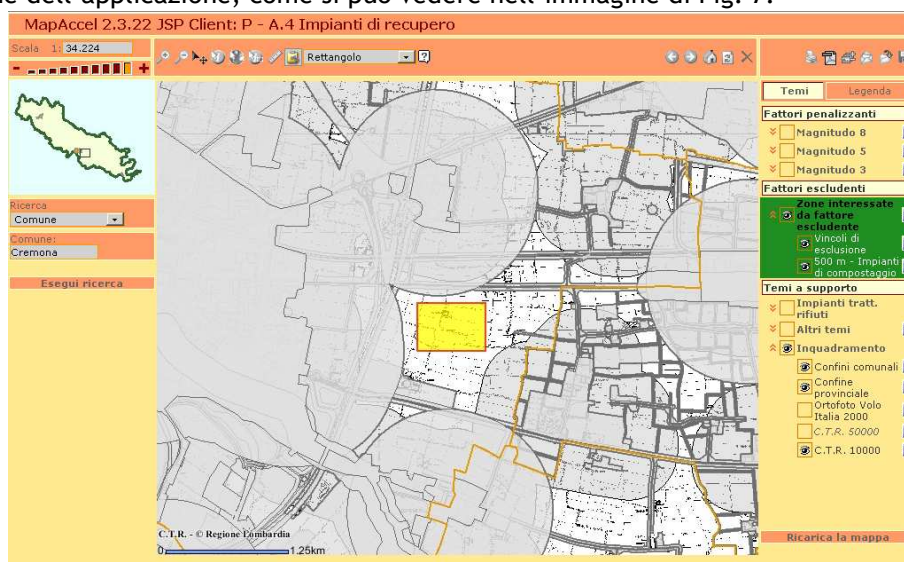 e dell'applicazione, come si può vedere nell'immagine di Fig. 7.
MapAccel 2.3.22 JSP Client: P - A.4 Impianti di recupero
Scala 1: 34.224
Rettangolo
- +
Ricerca
Comune
Comune:
Cremona
Esegui ricerca
C.T.R. - © Regione Lombardia
0 1.25km
Temi Legenda
Fattori penalizzanti
Magnitudo 8
Magnitudo 5
Magnitudo 3
Fattori escludenti
Zone interessate
da fattore
escludente
Vincoli di
esclusione
500 m - Impianti
di compostaggio
Temi a supporto
Impianti tratt.
rifiuti
Altri temi
Inquadramento
Confini comunali
Confine
provinciale
Ortofoto Volo
Italia 2000
C.T.R. 50000
C.T.R. 10000
Ricarica la mappa